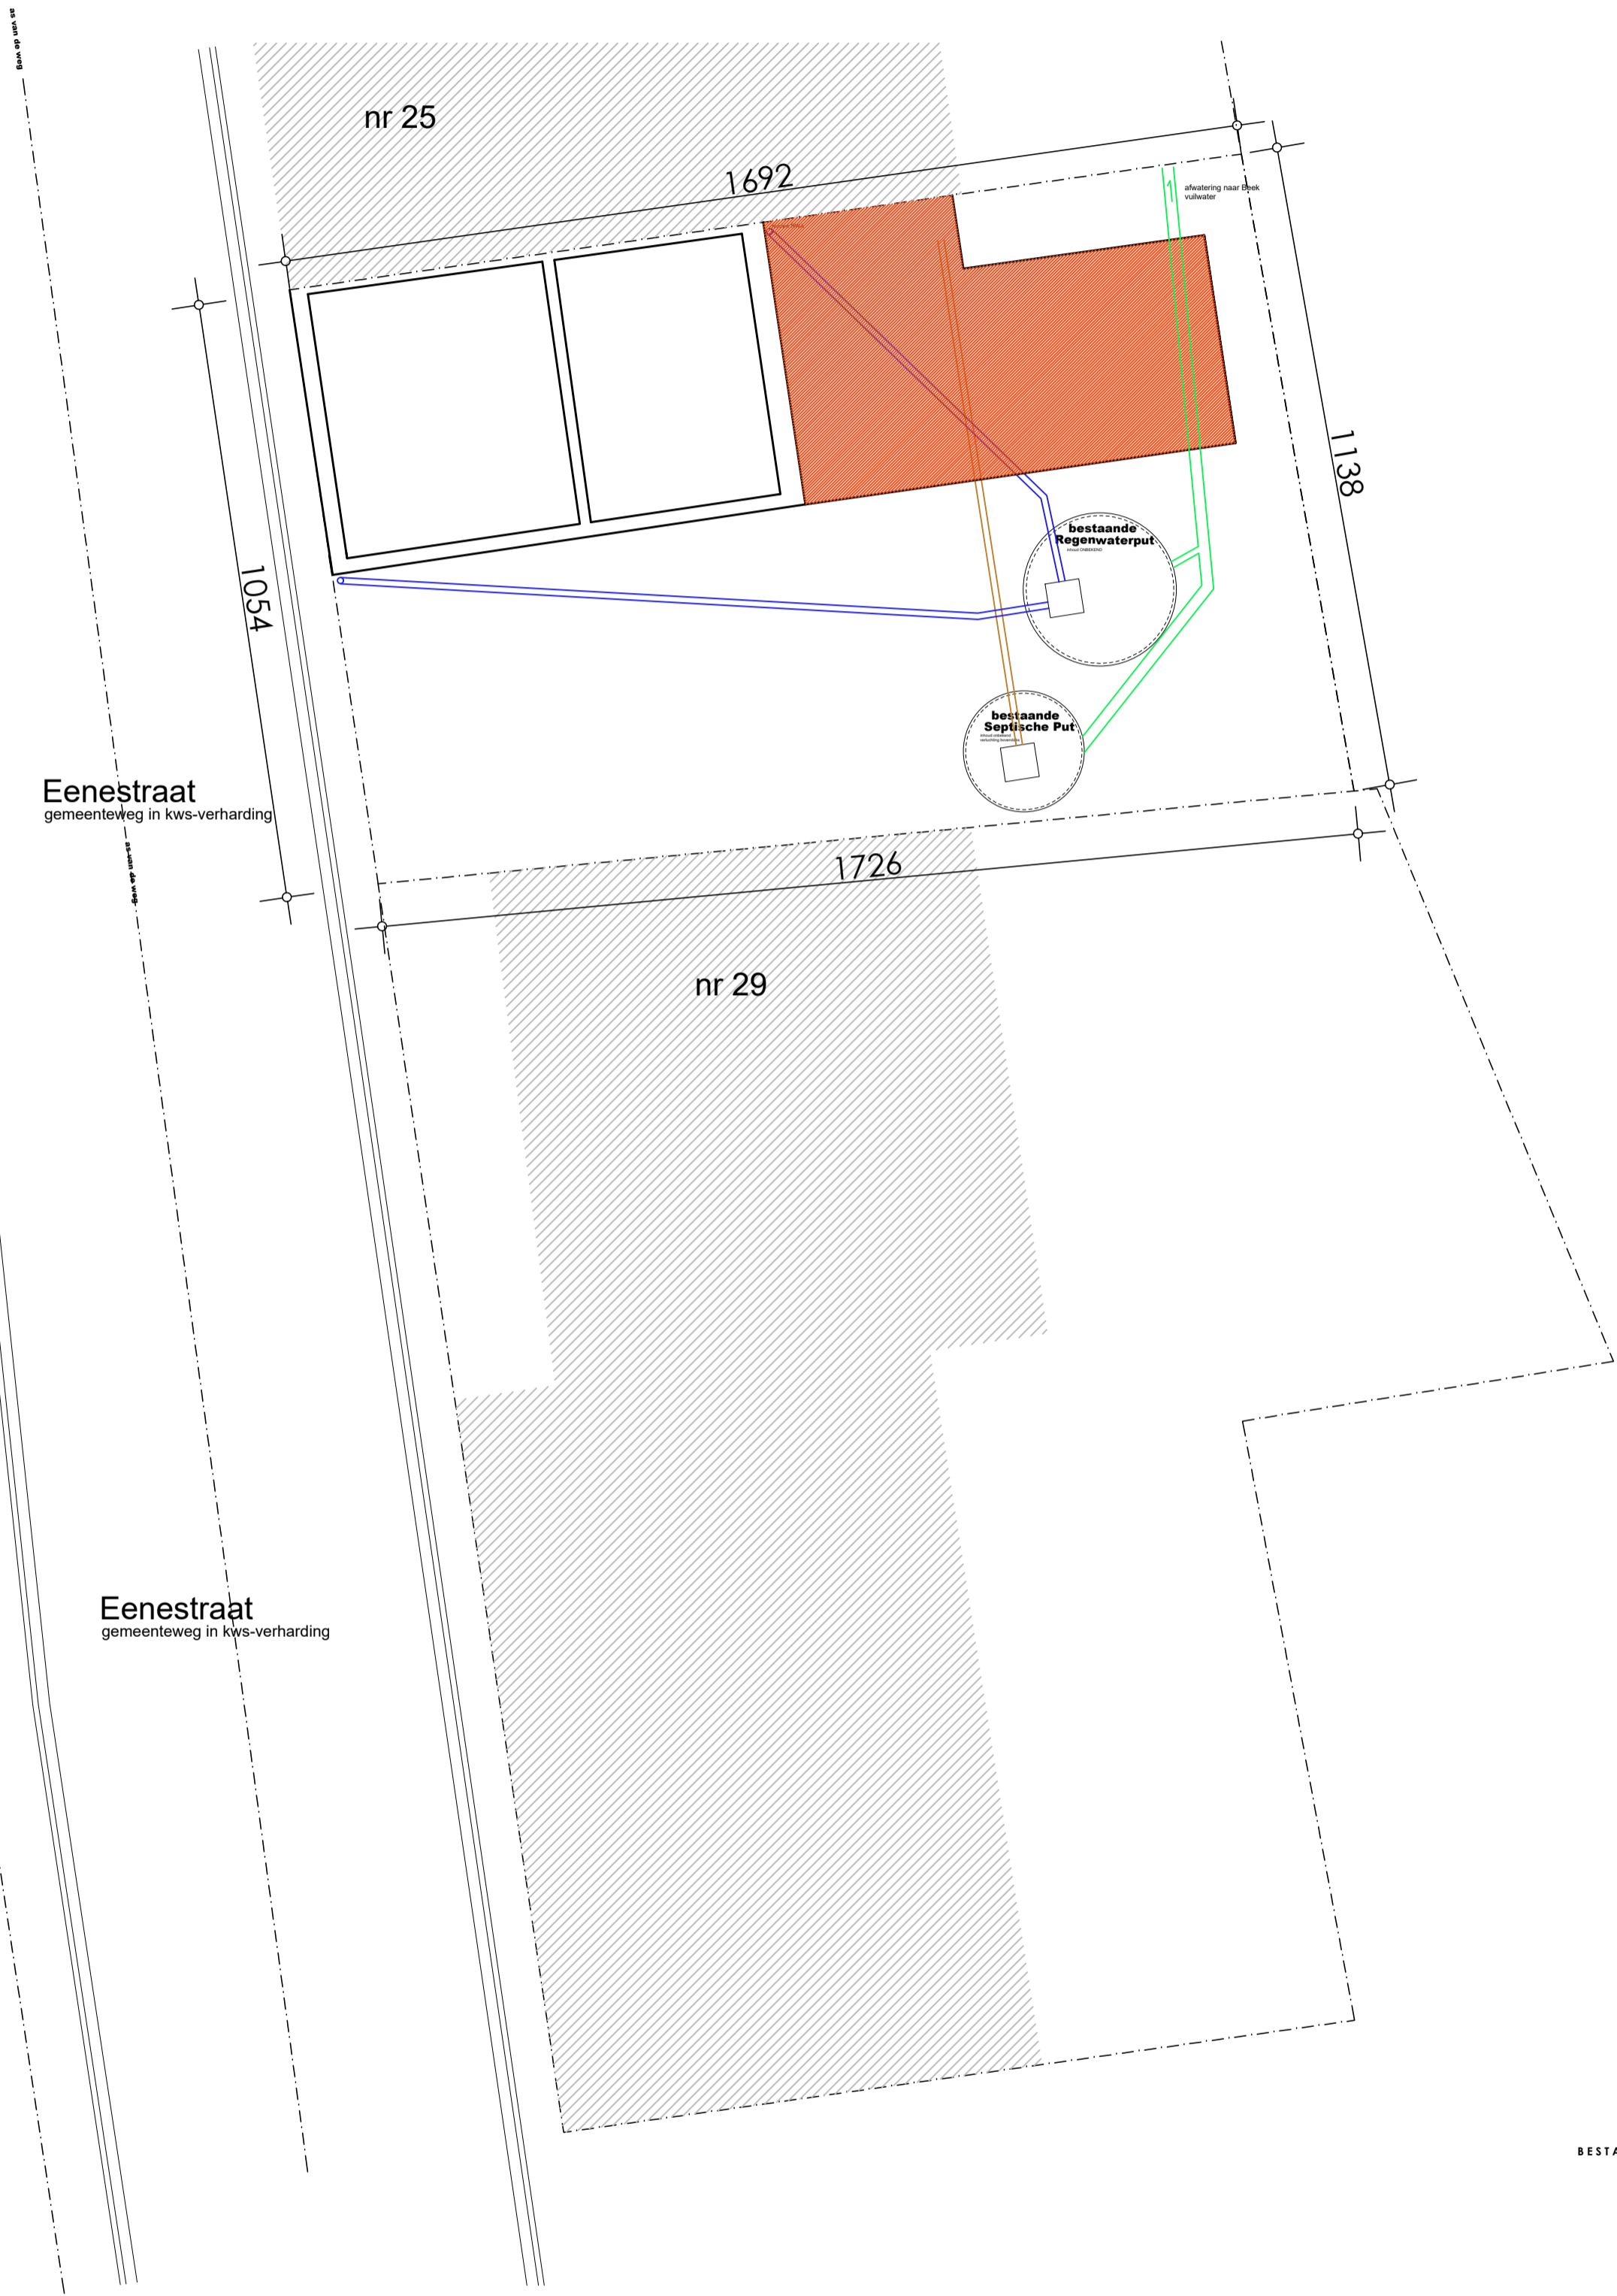 as van de weg
nr 25
1692
afwatering naar Beek
vuilwater
1138
bestaande
Regenwaterput
inhoud ONBEKEND
1054
bestaande
Septische Put
inhoud onbekend
Eenestraat
gemeenteweg in kws-verharding
as van de weg
1726
nr 29
Eenestraat
gemeenteweg in kws-verharding
BESTA